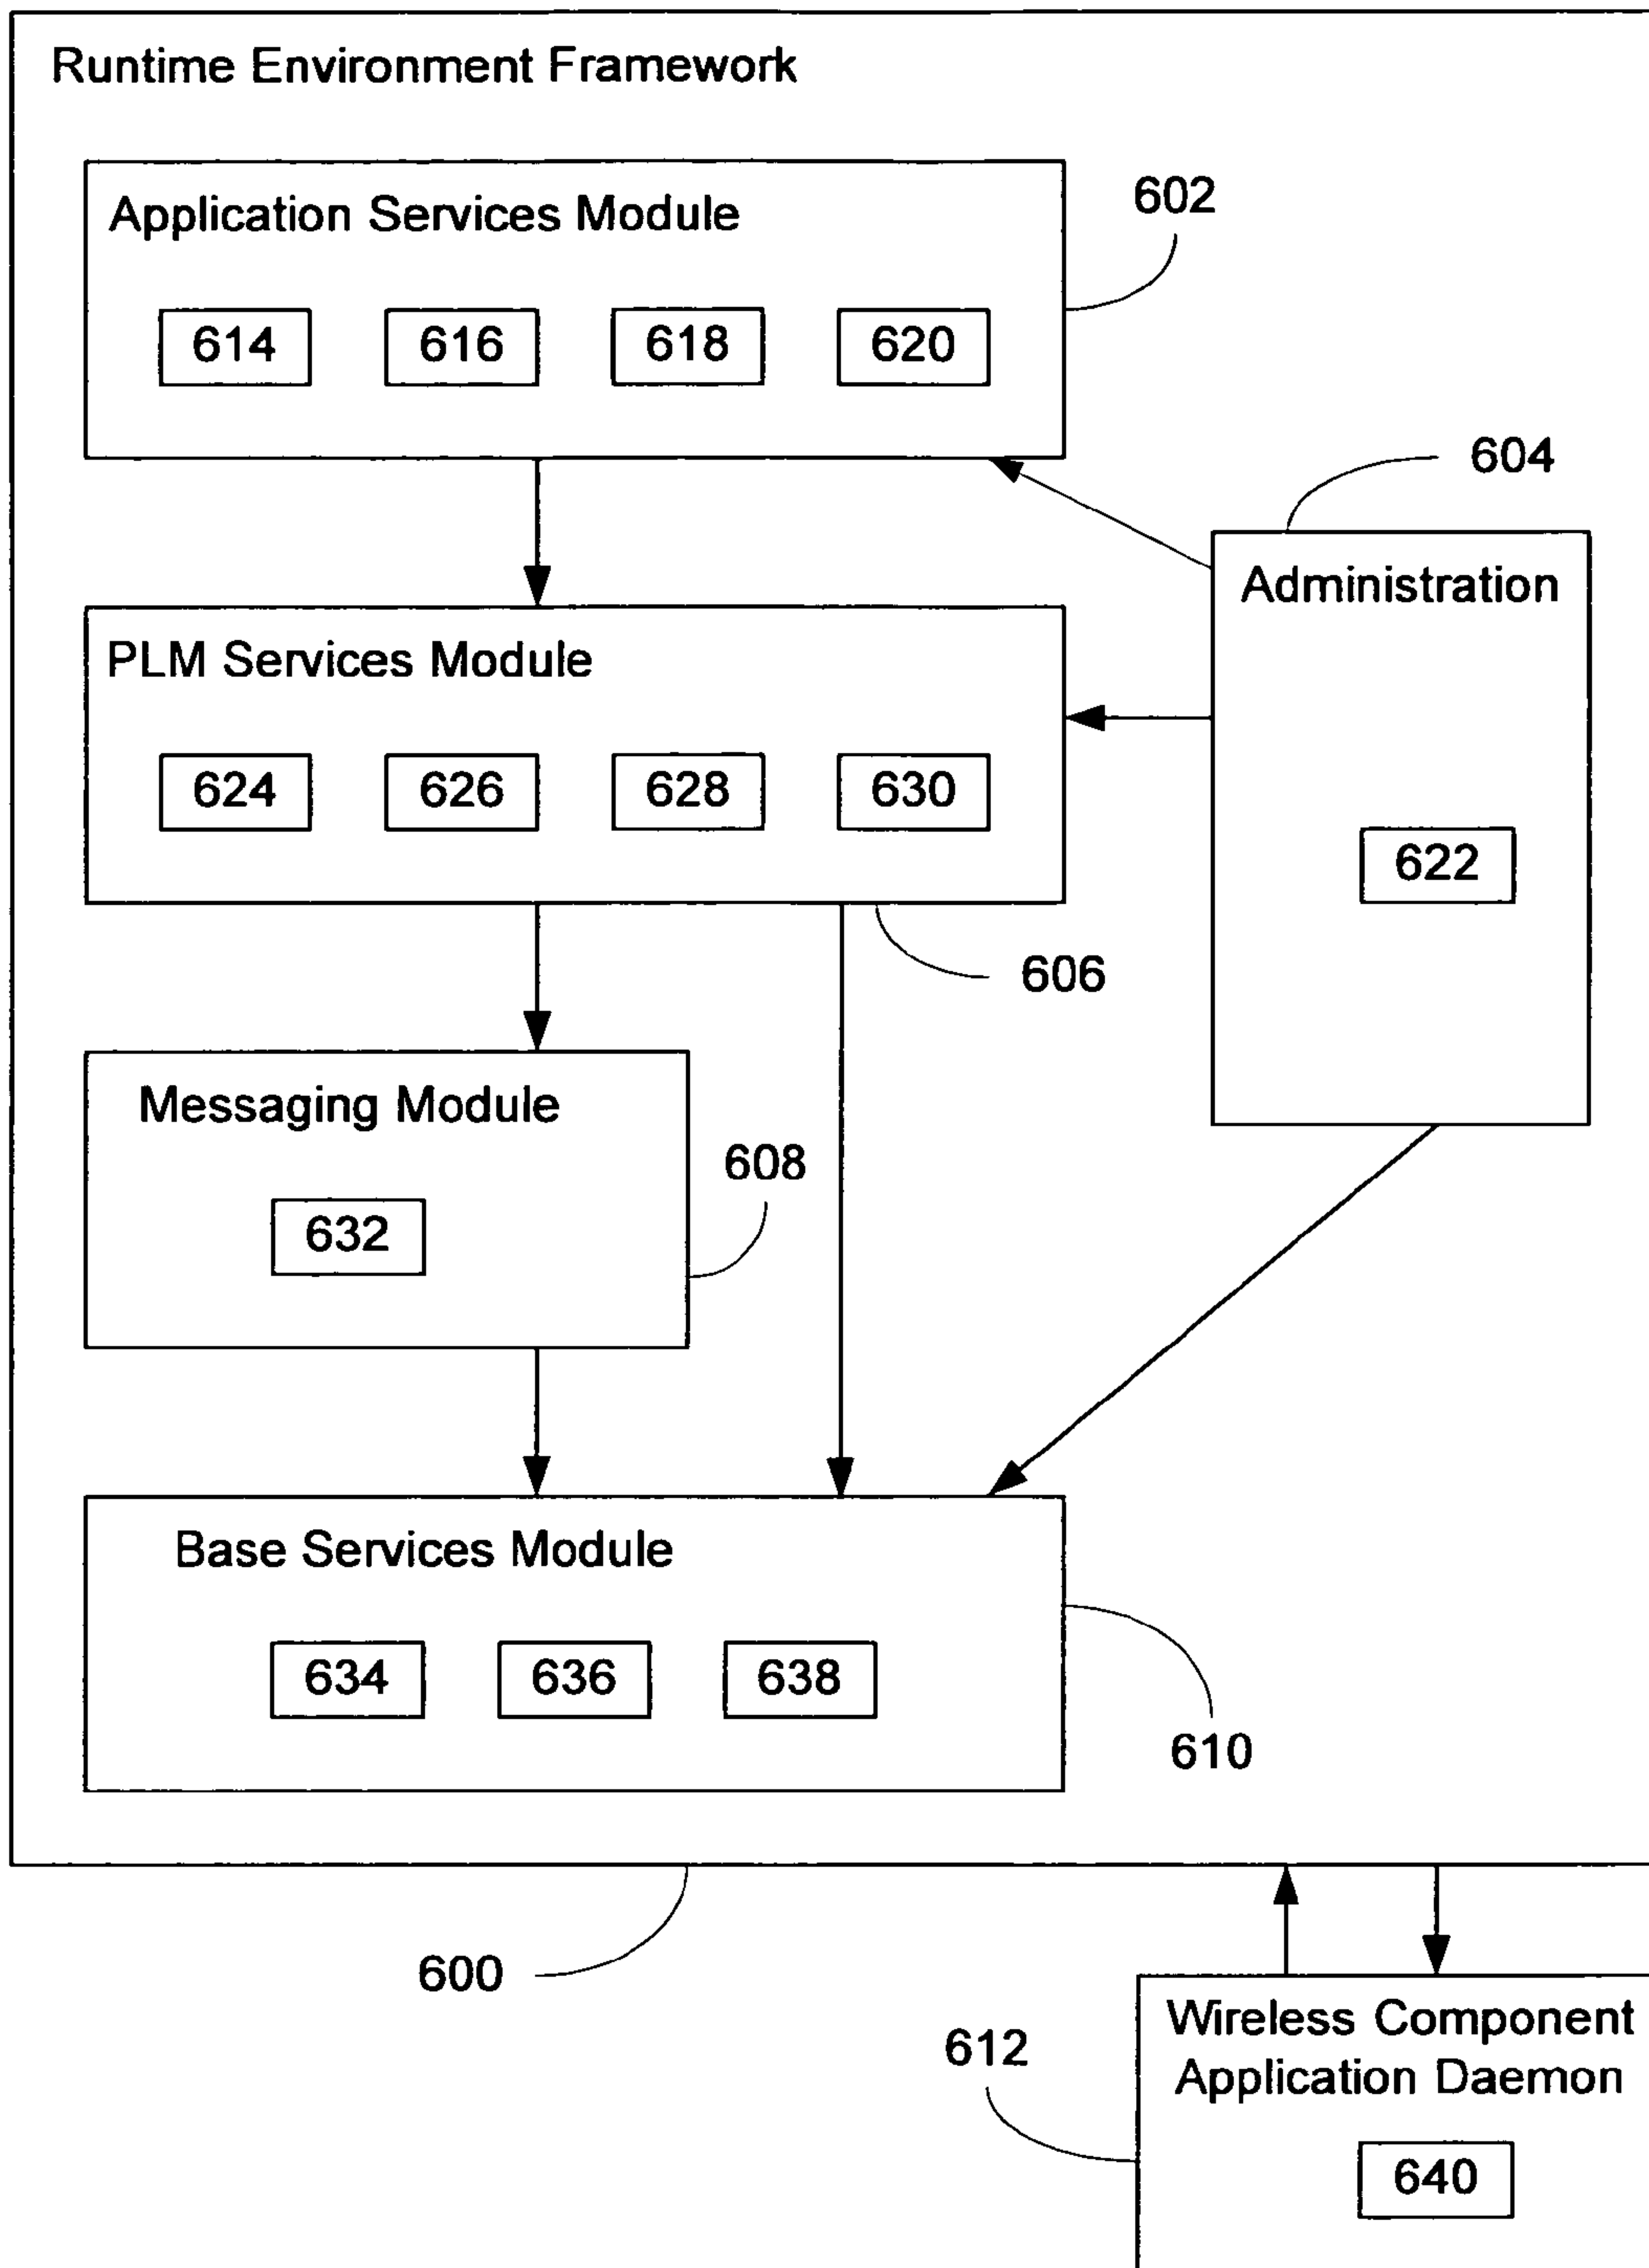 Runtime Environment Framework
Application Services Module
602
614 616 618 620
604
Administration
PLM Services Module
624 626 628 630
622
606
Messaging Module
608
632
Base Services Module
634 636 638
610
600
Wireless Component
Application Daemon
612
640